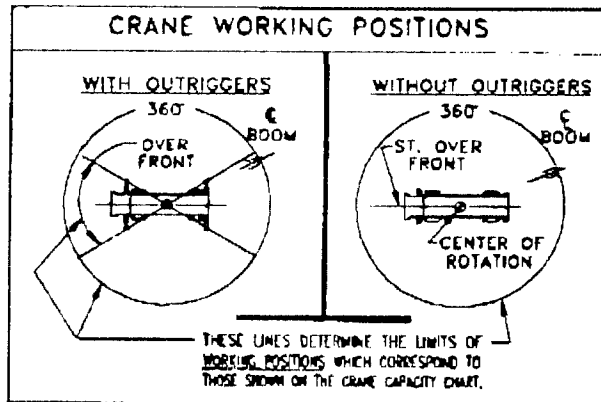 CRANE WORKING POSITIONS
WITH OUTRIGGERS
360°
℄
BOOM
OVER
FRONT
WITHOUT OUTRIGGERS
360°
℄
BOOM
ST. OVER
FRONT
CENTER OF
ROTATION
THESE LINES DETERMINE THE LIMITS OF
WORKING POSITIONS WHICH CORRESPOND TO
THOSE SHOWN ON THE CRANE CAPACITY CHART.